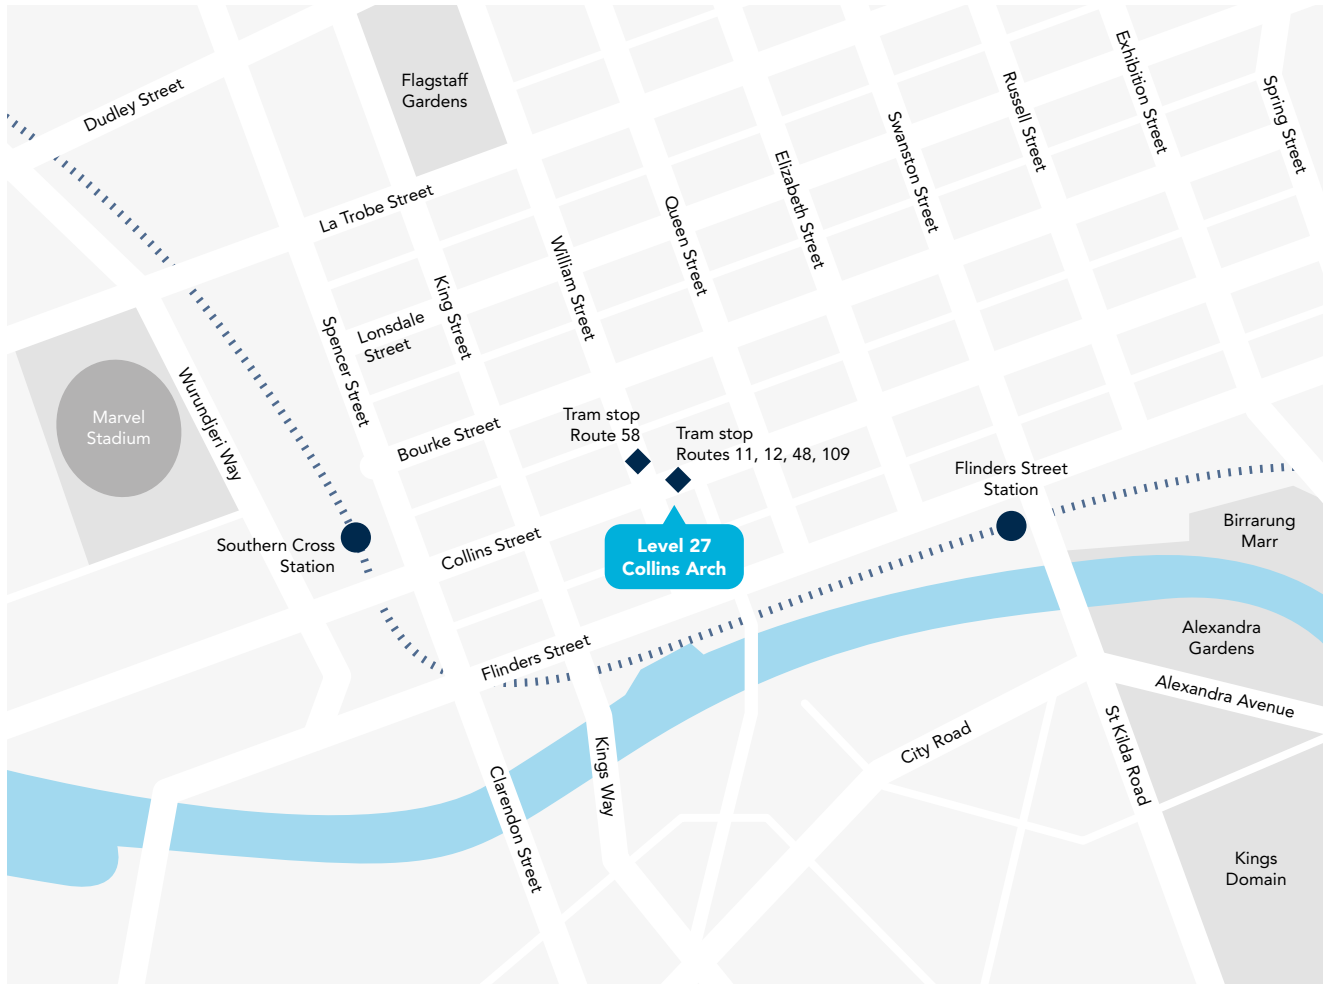 Dudley Street
Flagstaff
Gardens
Exhibition Street
Russell Street
Spring Street
Swanston Street
Elizabeth Street
La Trobe Street
Queen Street
William Street
King Street
Lonsdale
Street
Spencer Street
Wurundjeri Way
Marvel
Stadium
Bourke Street
Tram stop
Route 58
Tram stop
Routes 11, 12, 48, 109
Flinders Street
Station
Birrarung
Marr
Southern Cross
Station
Collins Street
Level 27
Collins Arch
Alexandra
Gardens
Flinders Street
Alexandra Avenue
City Road
St Kilda Road
Kings Way
Clarendon Street
Kings
Domain